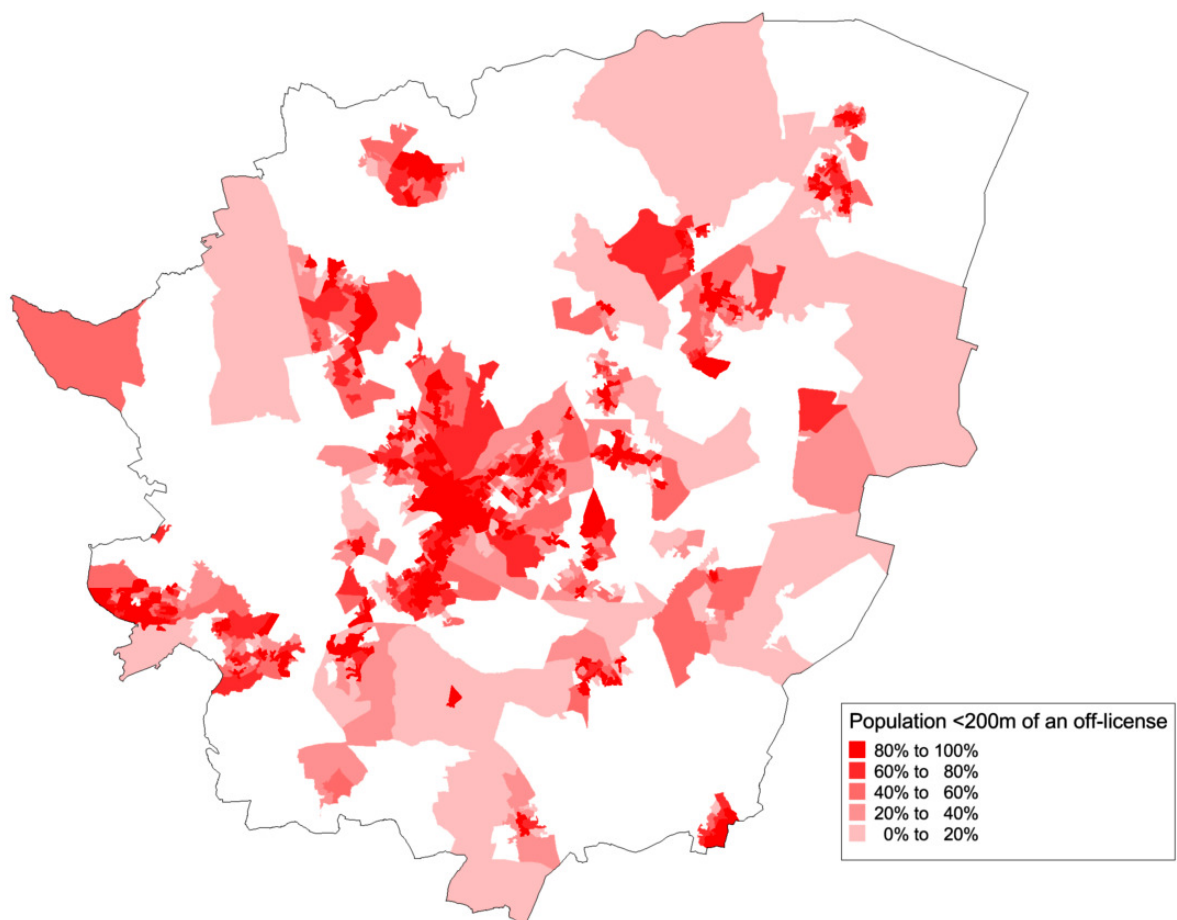 Population <200m of an off-license
80% to 100%
60% to 80%
40% to 60%
20% to 40%
0% to 20%